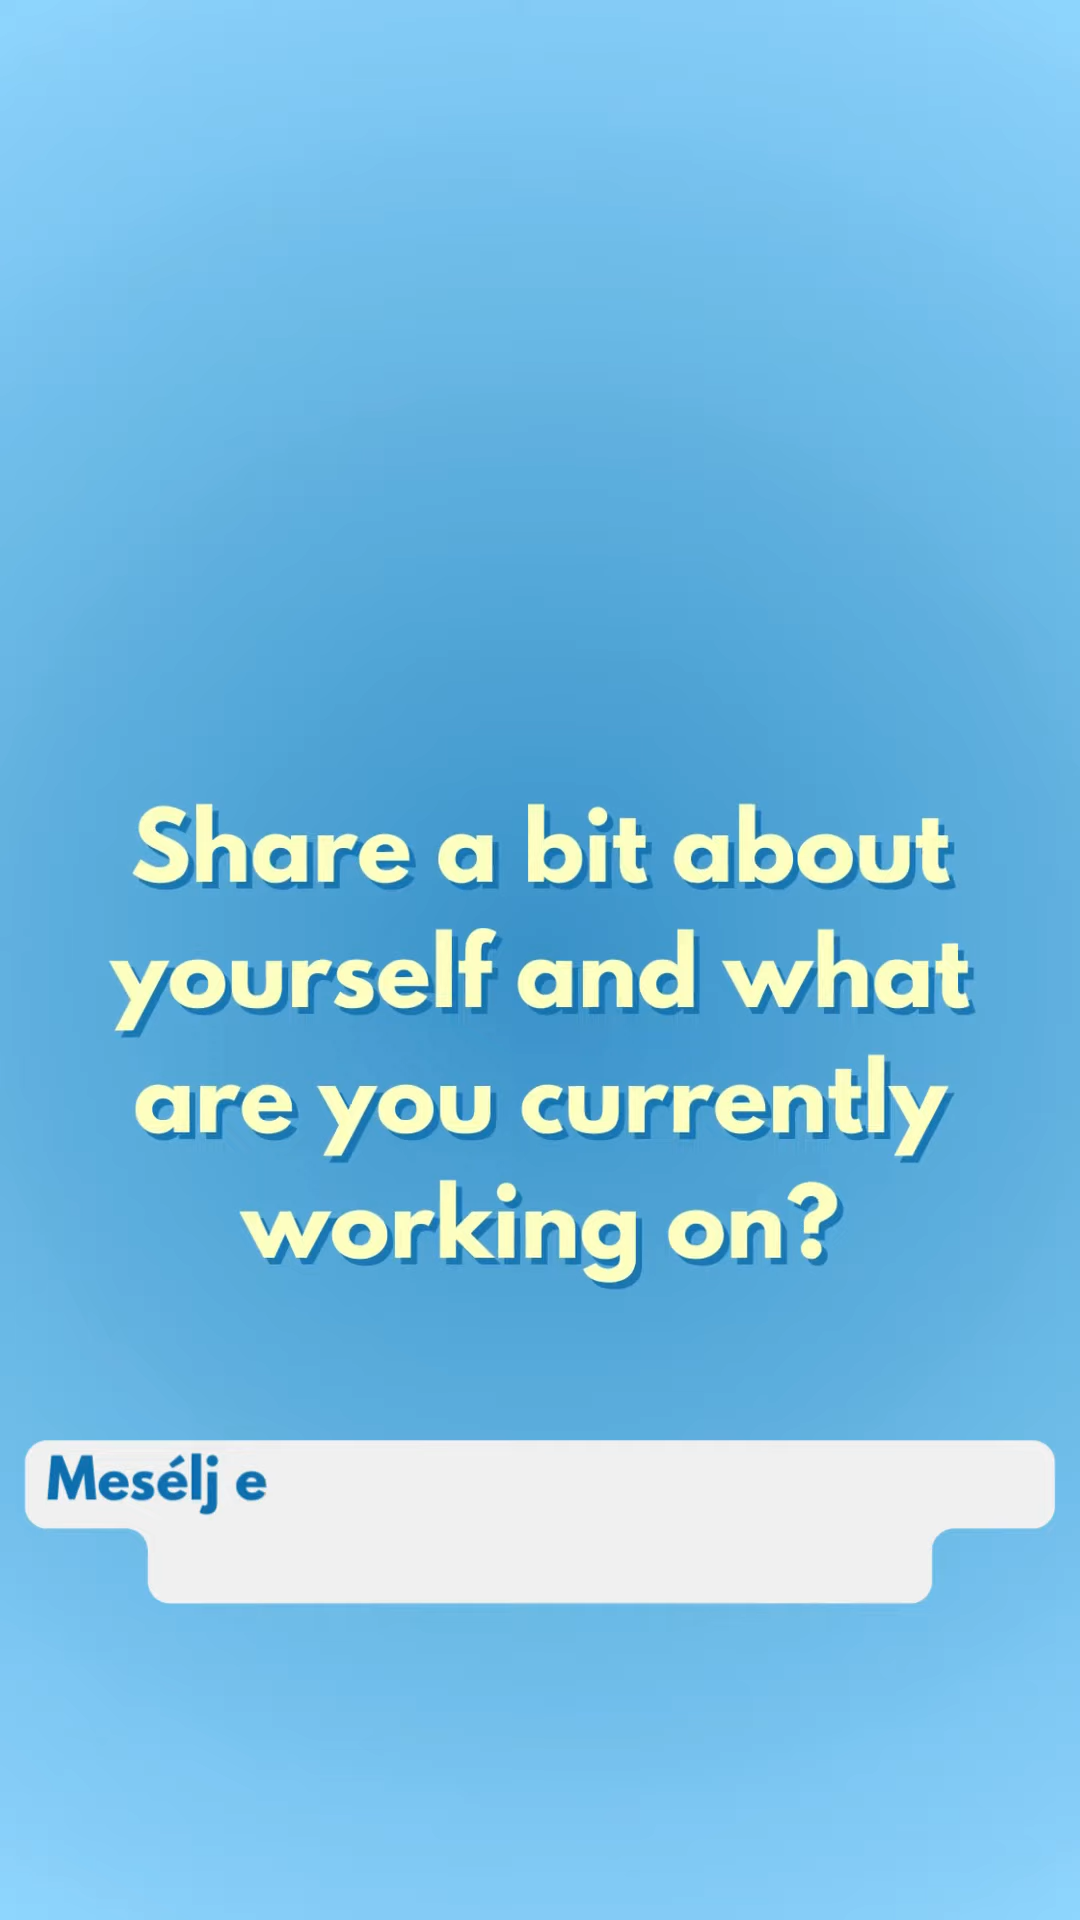 Share a bit about
yourself and what
are you currently
working on?
Mesélj e